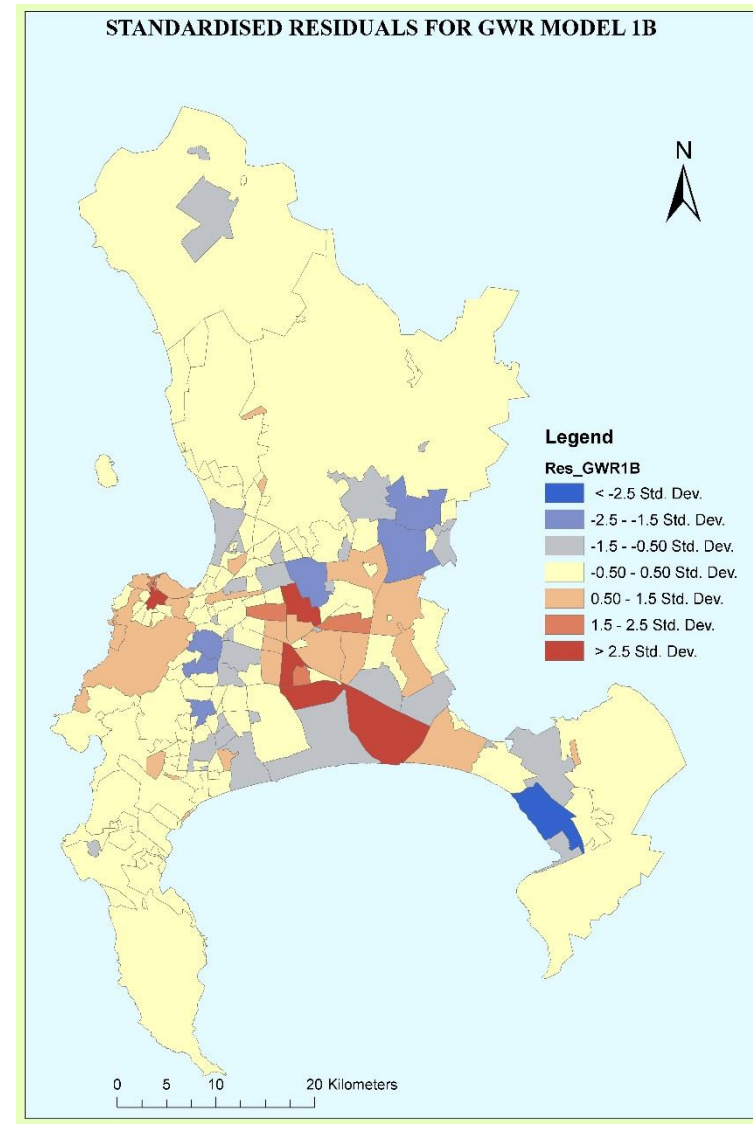 STANDARDISED RESIDUALS FOR GWR MODEL 1B
N
Legend
Res_GWR1B
< -2.5 Std. Dev.
-2.5 - -1.5 Std. Dev.
-1.5 - -0.50 Std. Dev.
-0.50 - 0.50 Std. Dev.
0.50 - 1.5 Std. Dev.
1.5 - 2.5 Std. Dev.
> 2.5 Std. Dev.
0 5 10 20 Kilometers